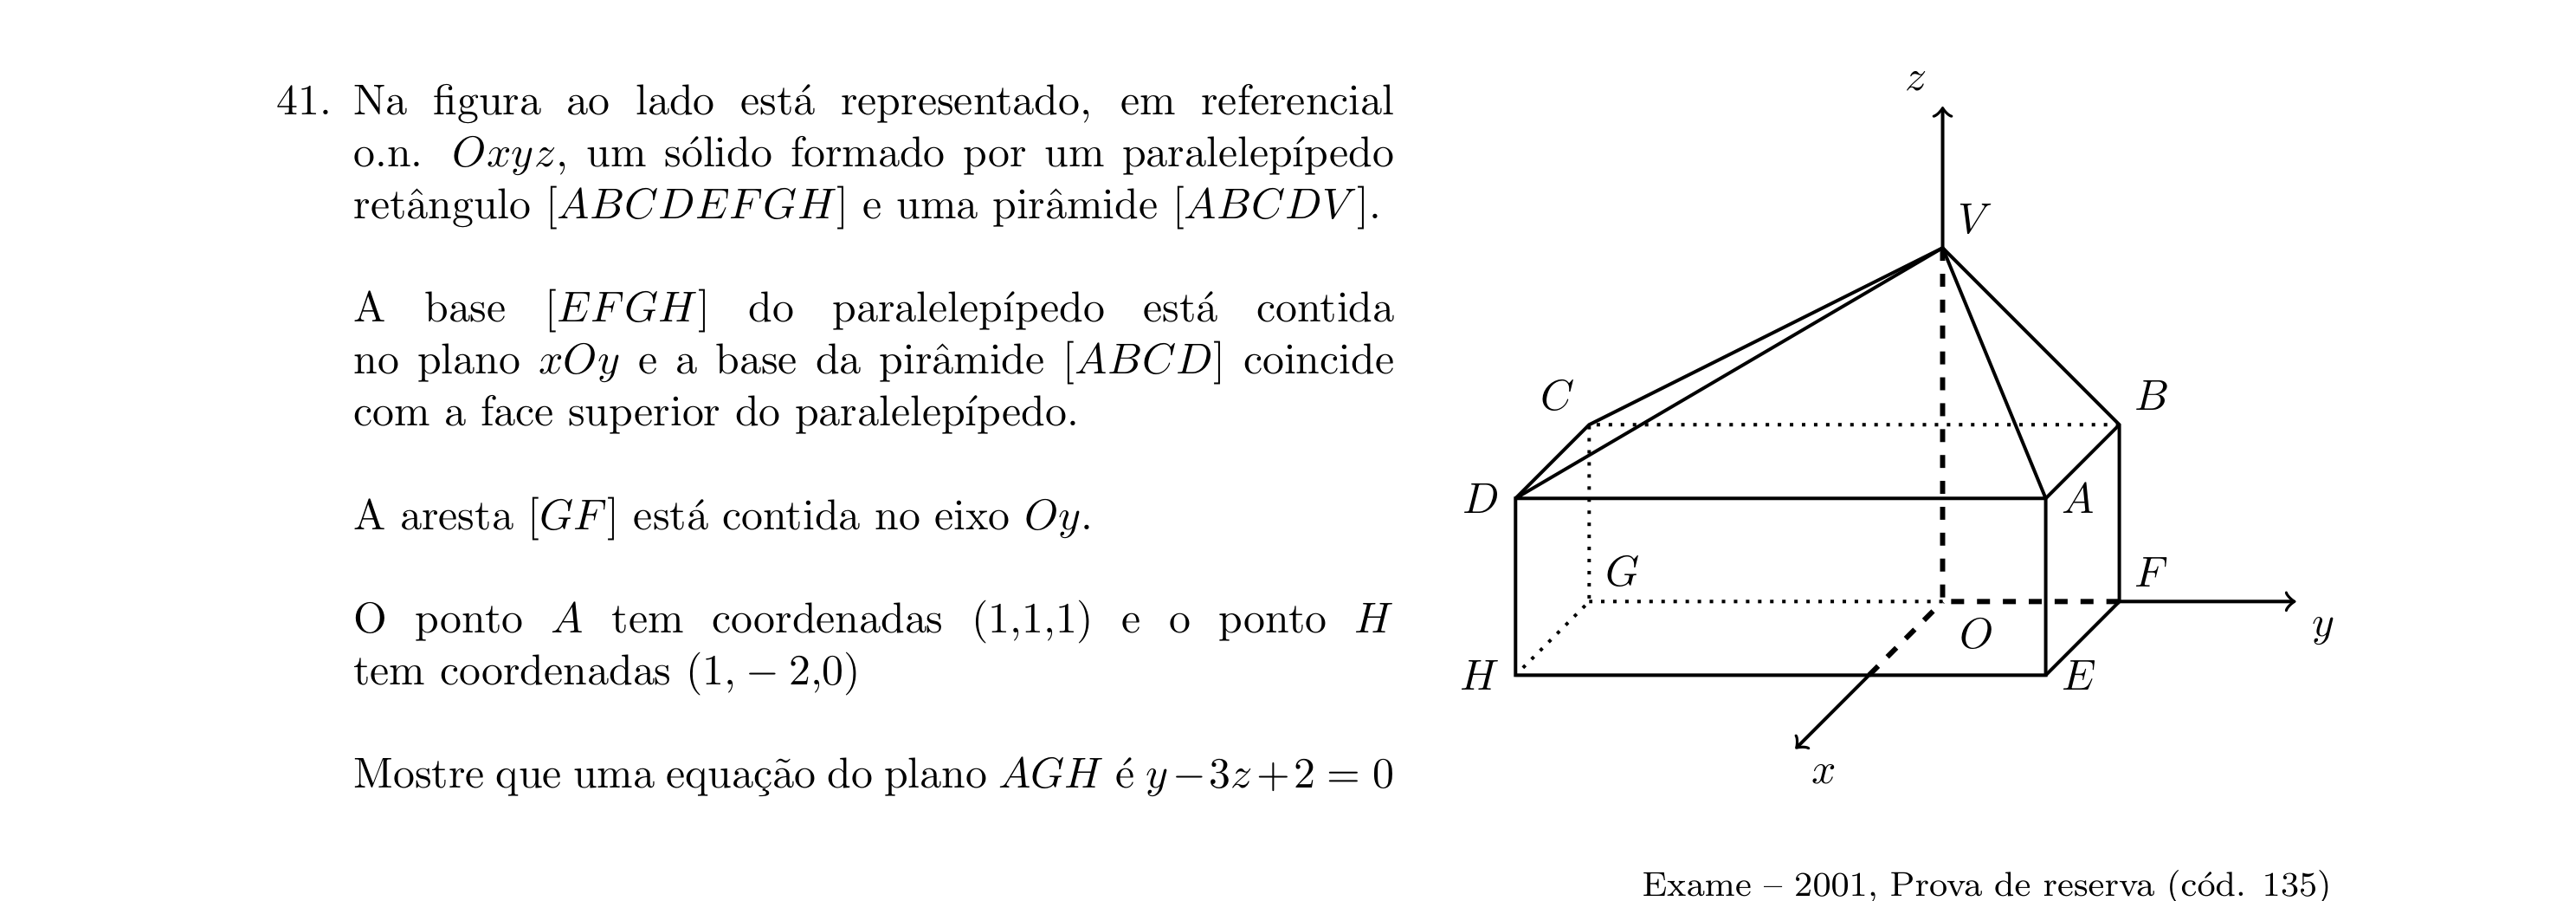 41. Na figura ao lado está representado, em referencial
o.n. Oxyz, um sólido formado por um paralelepípedo
retângulo [ABCDEFGH] e uma pirâmide [ABCDV].
A base [EFGH] do paralelepípedo está contida
no plano xOy e a base da pirâmide [ABCD] coincide
com a face superior do paralelepípedo.
A aresta [GF] está contida no eixo Oy.
O ponto A tem coordenadas (1,1,1) e o ponto H
tem coordenadas (1, − 2,0)
Mostre que uma equação do plano AGH é y−3z+2 = 0
z
V
C
B
D
A
G
F
O
y
H
E
x
Exame – 2001, Prova de reserva (cód. 135)